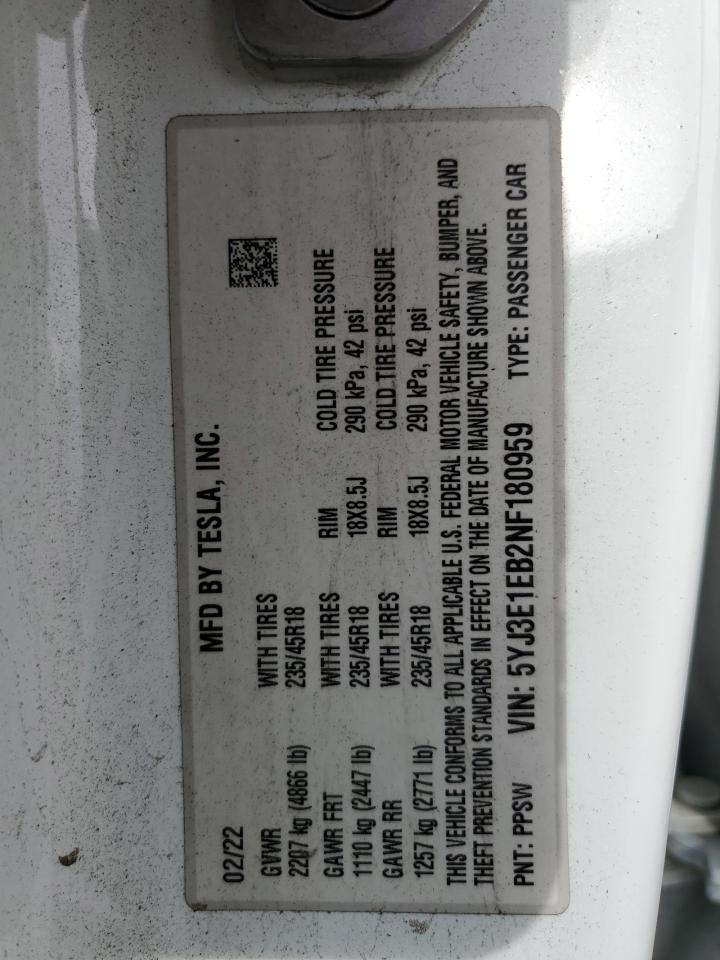 MFD BY TESLA, INC.
02/22
GVWR WITH TIRES
2207 kg (4866 lb) 235/45R18
GAWR FRT WITH TIRES RIM COLD TIRE PRESSURE
1110 kg (2447 lb) 235/45R18 18X8.5J 290 kPa, 42 psi
GAWR RR WITH TIRES RIM COLD TIRE PRESSURE
1257 kg (2771 lb) 235/45R18 18X8.5J 290 kPa, 42 psi
THIS VEHICLE CONFORMS TO ALL APPLICABLE U.S. FEDERAL MOTOR VEHICLE SAFETY, BUMPER, AND
THEFT PREVENTION STANDARDS IN EFFECT ON THE DATE OF MANUFACTURE SHOWN ABOVE.
PNT: PPSW VIN: 5YJ3E1EB2NF180959 TYPE: PASSENGER CAR